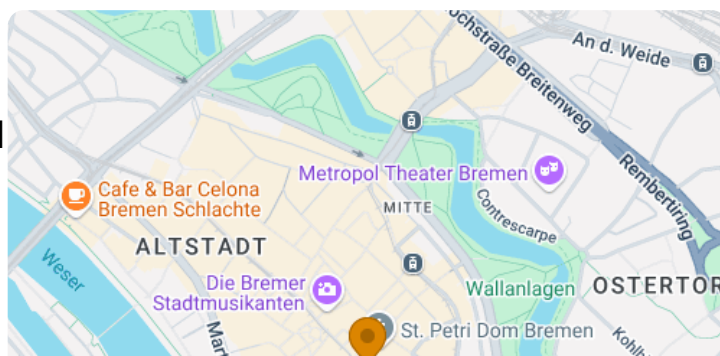 Hochstraße Breitenweg
An d. Weide
Metropol Theater Bremen
Rembertiring
Cafe & Bar Celona
Bremen Schlachte
MITTE
Contrescarpe
ALTSTADT
Weser
Die Bremer
Stadtmusikanten
Wallanlagen
OSTERTOR
St. Petri Dom Bremen